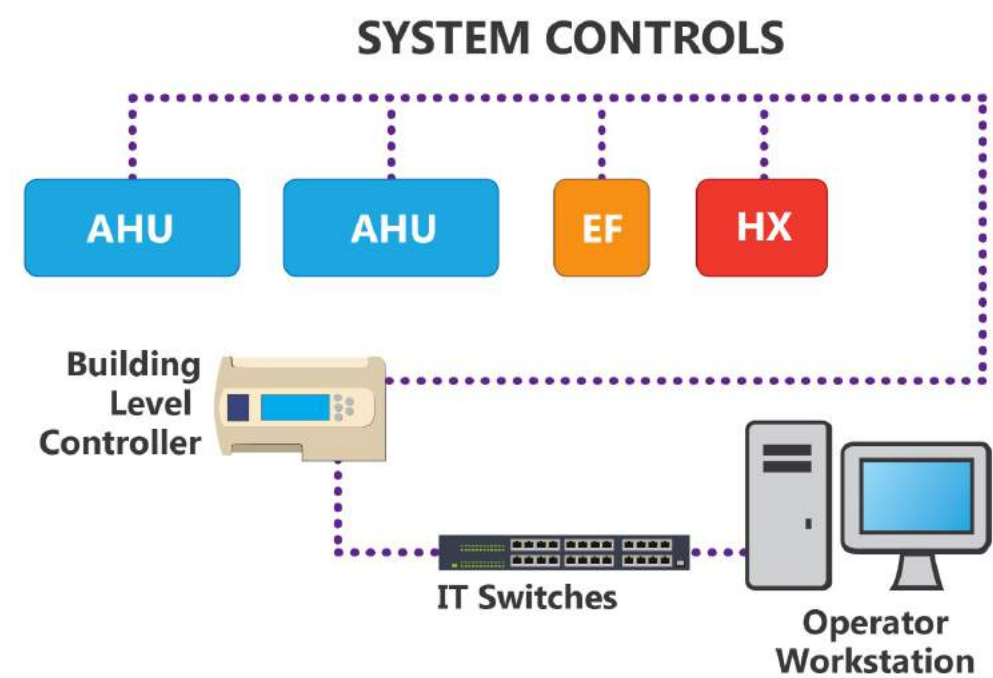 SYSTEM CONTROLS
AHU
AHU
EF
HX
Building
Level
Controller
IT Switches
Operator
Workstation